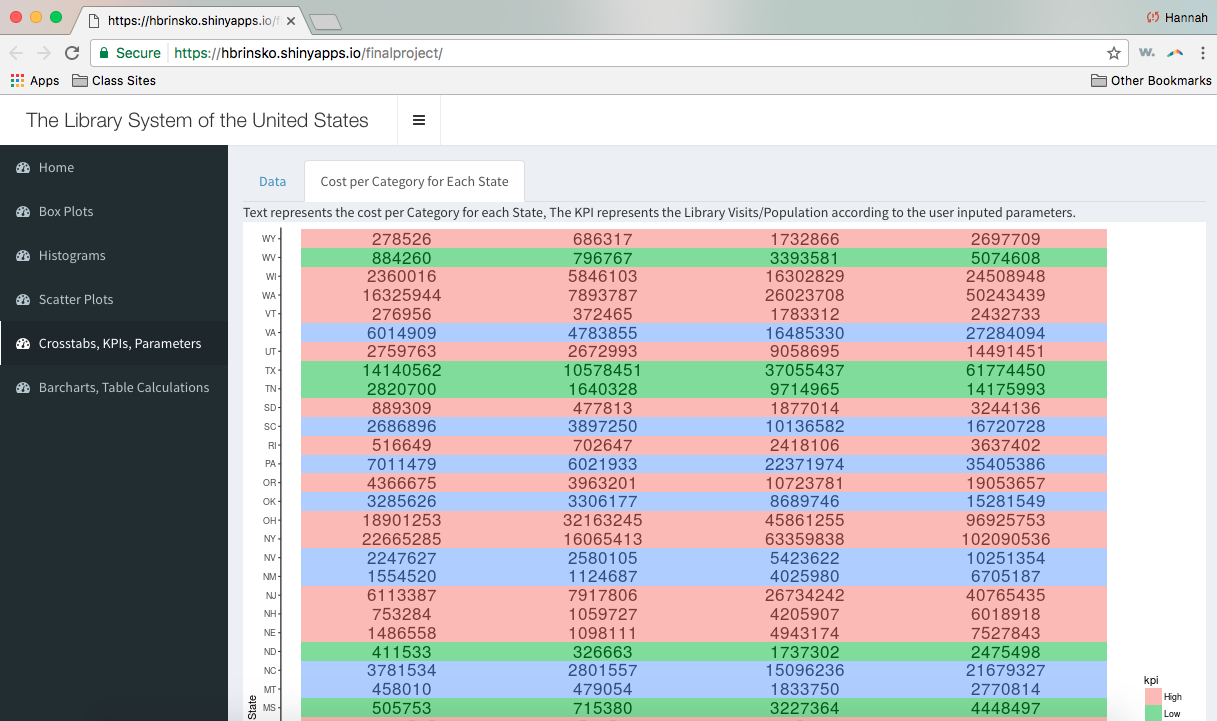 https://hbrinsko.shinyapps.io/f
Hannah
Secure https://hbrinsko.shinyapps.io/finalproject/
W.
Apps Class Sites Other Bookmarks
The Library System of the United States
Home
Box Plots
Histograms
Scatter Plots
Crosstabs, KPIs, Parameters
Barcharts, Table Calculations
Data Cost per Category for Each State
Text represents the cost per Category for each State, The KPI represents the Library Visits/Population according to the user inputed parameters.
WY 278526 686317 1732866 2697709
WV 884260 796767 3393581 5074608
WI 2360016 5846103 16302829 24508948
WA 16325944 7893787 26023708 50243439
VT 276956 372465 1783312 2432733
VA 6014909 4783855 16485330 27284094
UT 2759763 2672993 9058695 14491451
TX 14140562 10578451 37055437 61774450
TN 2820700 1640328 9714965 14175993
SD 889309 477813 1877014 3244136
SC 2686896 3897250 10136582 16720728
RI 516649 702647 2418106 3637402
PA 7011479 6021933 22371974 35405386
OR 4366675 3963201 10723781 19053657
OK 3285626 3306177 8689746 15281549
OH 18901253 32163245 45861255 96925753
NY 22665285 16065413 63359838 102090536
NV 2247627 2580105 5423622 10251354
NM 1554520 1124687 4025980 6705187
NJ 6113387 7917806 26734242 40765435
NH 753284 1059727 4205907 6018918
NE 1486558 1098111 4943174 7527843
ND 411533 326663 1737302 2475498
NC 3781534 2801557 15096236 21679327
MT 458010 479054 1833750 2770814
MS 505753 715380 3227364 4448497
State
kpi
High
Low